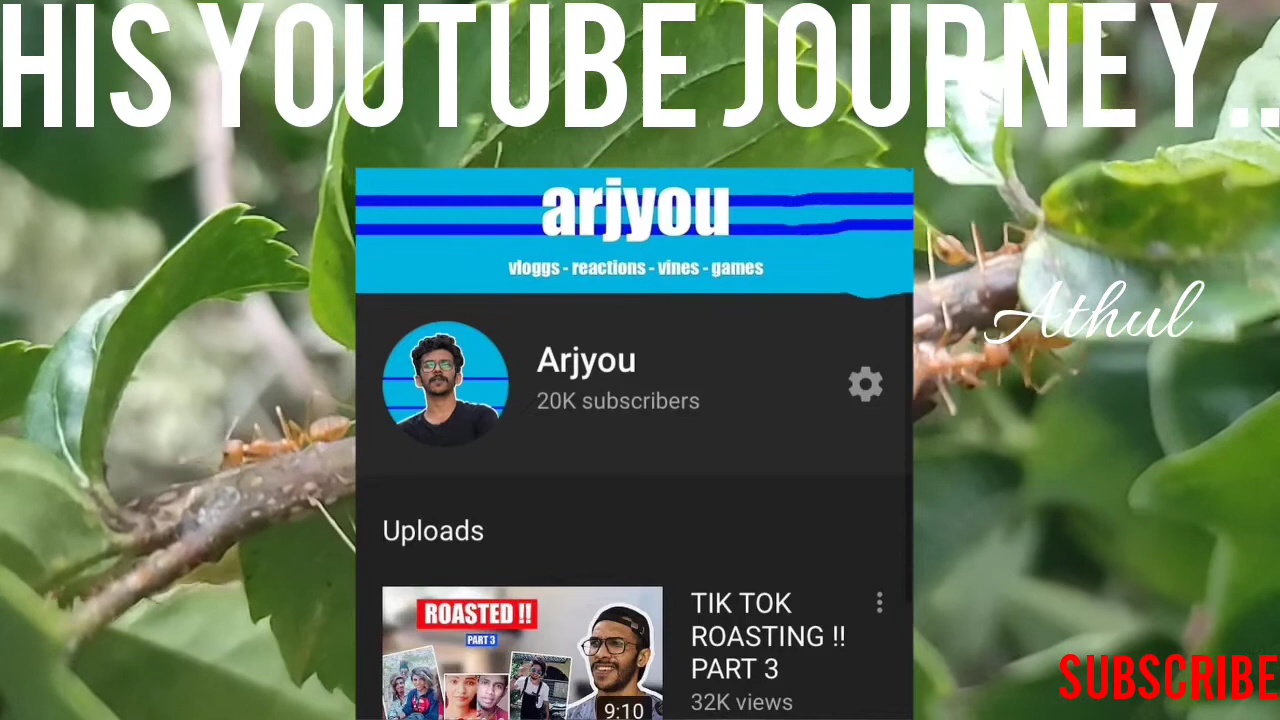 HIS YOUTUBE JOURNEY..
arjyou
vloggs - reactions - vines - games
Athul
Arjyou
20K subscribers
Uploads
ROASTED !!
PART 3
9:10
TIK TOK
ROASTING !!
PART 3
32K views
SUBSCRIBE